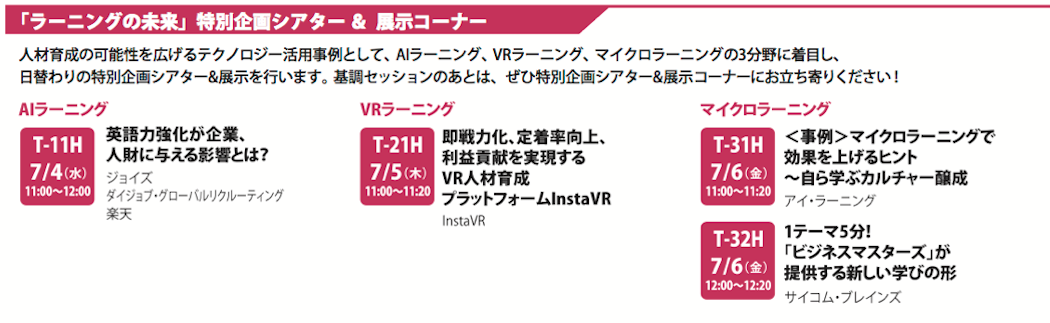 「ラーニングの未来」特別企画シアター & 展示コーナー
人材育成の可能性を広げるテクノロジー活用事例として、AIラーニング、VRラーニング、マイクロラーニングの3分野に着目し、
日替わりの特別企画シアター&展示を行います。基調セッションのあとは、ぜひ特別企画シアター&展示コーナーにお立ち寄りください!
AIラーニング
T-11H
7/4(水)
11:00〜12:00
英語力強化が企業、
人財に与える影響とは?
ジョイズ
ダイジョブ・グローバルリクルーティング
楽天
VRラーニング
T-21H
7/5(木)
11:00〜11:20
即戦力化、定着率向上、
利益貢献を実現する
VR人材育成
プラットフォームInstaVR
InstaVR
マイクロラーニング
T-31H
7/6(金)
11:00〜11:20
<事例>マイクロラーニングで
効果を上げるヒント
〜自ら学ぶカルチャー醸成
アイ・ラーニング
T-32H
7/6(金)
12:00〜12:20
1テーマ5分!
「ビジネスマスターズ」が
提供する新しい学びの形
サイコム・ブレインズ